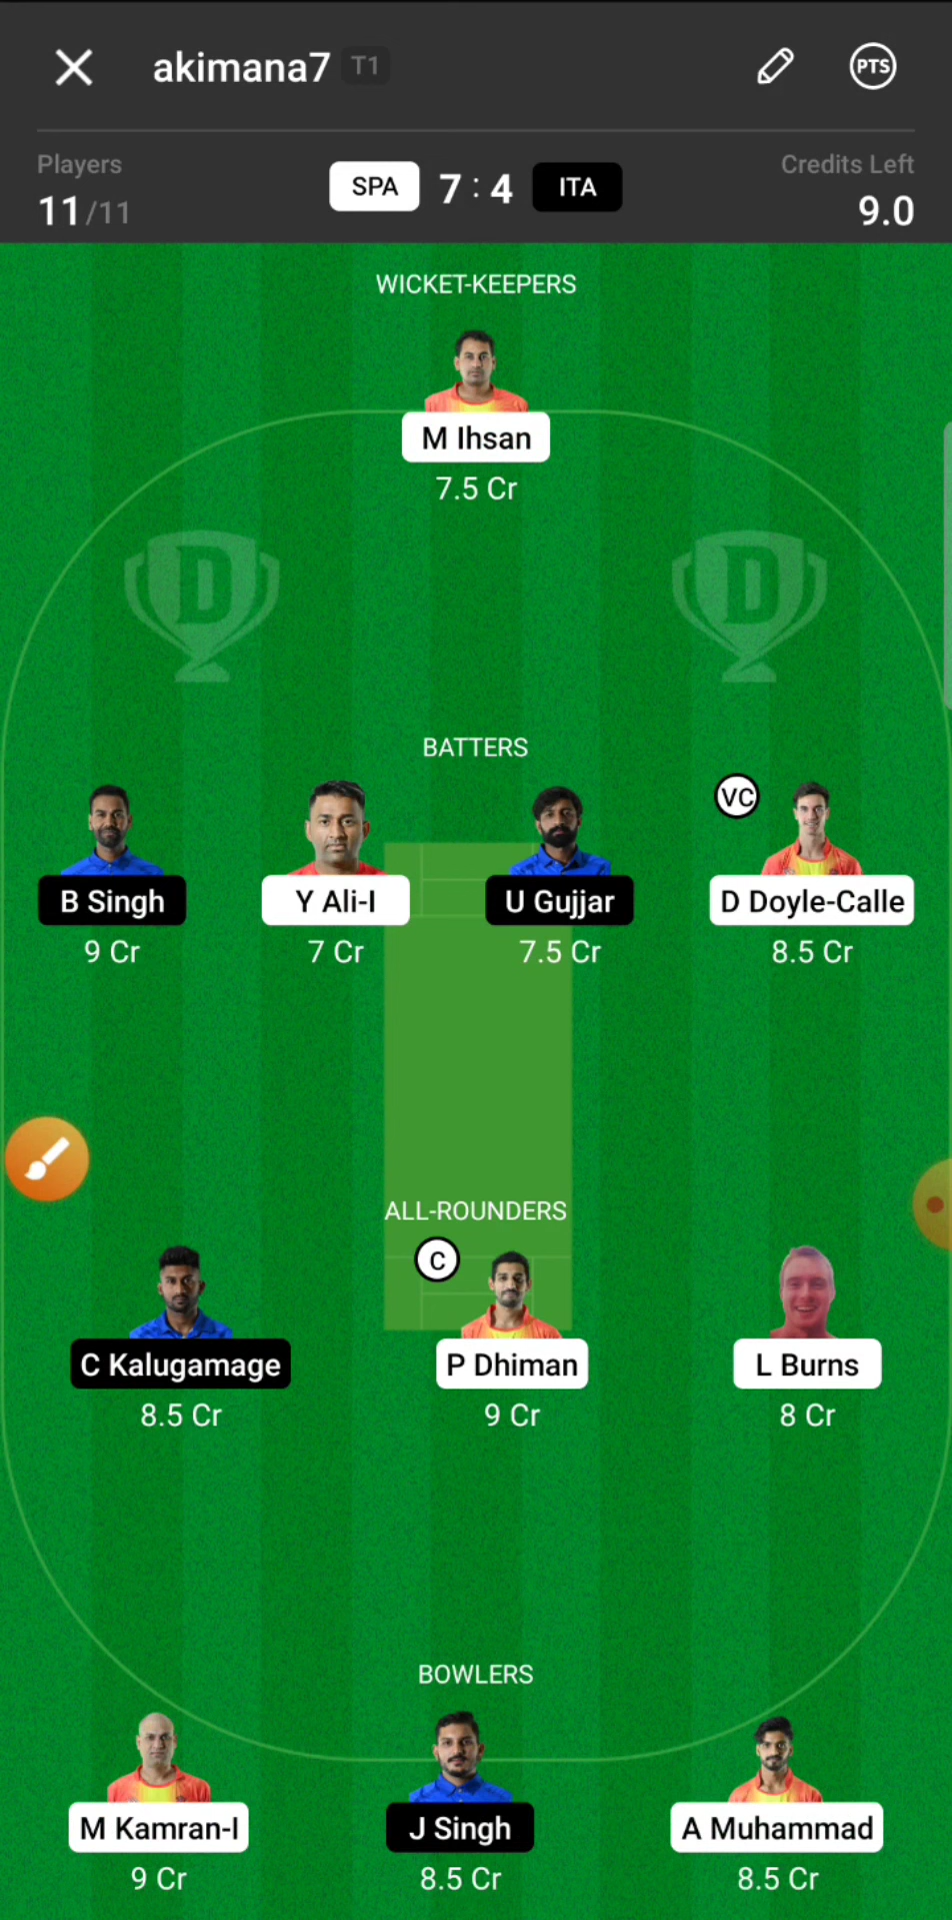 akimana7 T1
PTS
Players
Credits Left
SPA 7 : 4 ITA
11/11
9.0
WICKET-KEEPERS
M Ihsan
7.5 Cr
D D
BATTERS
VC
B Singh Y Ali-I U Gujjar D Doyle-Calle
9 Cr 7 Cr 7.5 Cr 8.5 Cr
ALL-ROUNDERS
C
C Kalugamage P Dhiman L Burns
8.5 Cr 9 Cr 8 Cr
BOWLERS
M Kamran-I J Singh A Muhammad
9 Cr 8.5 Cr 8.5 Cr